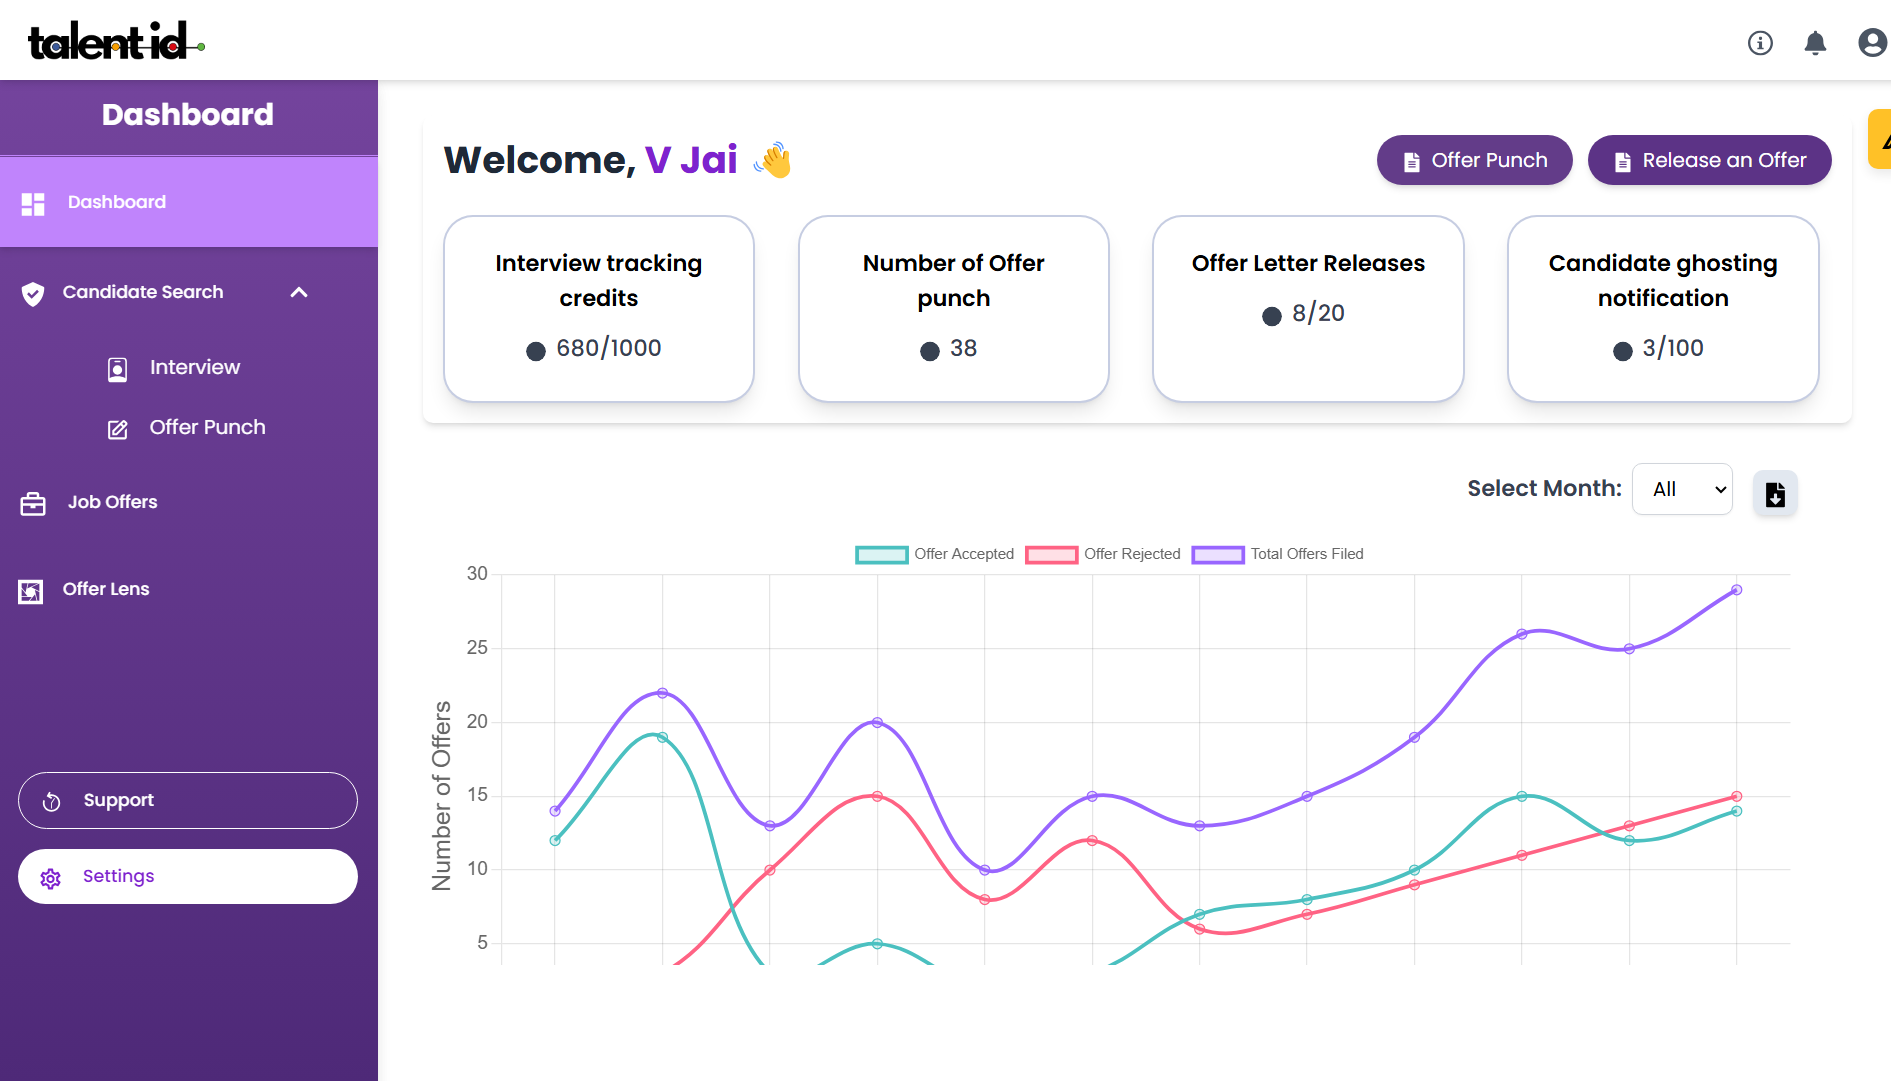 talent id
Dashboard
Dashboard
Candidate Search
Interview
Offer Punch
Job Offers
Offer Lens
Support
Settings
Welcome, V Jai 👋
Offer Punch
Release an Offer
Interview tracking
credits
680/1000
Number of Offer
punch
38
Offer Letter Releases
8/20
Candidate ghosting
notification
3/100
Select Month:
All
Offer Accepted
Offer Rejected
Total Offers Filed
Number of Offers
30
25
20
15
10
5